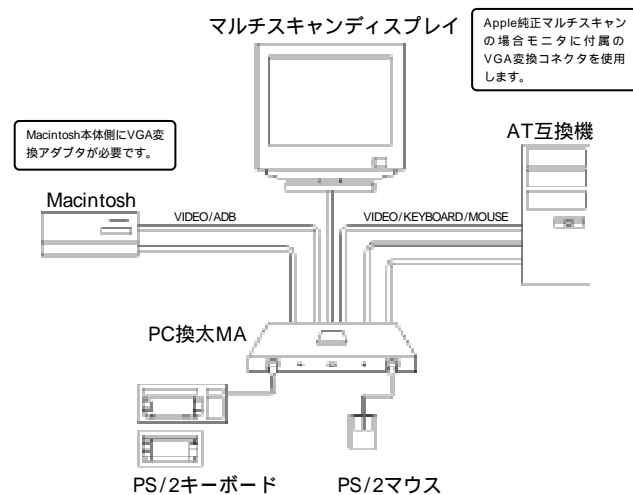 マルチスキャンディスプレイ
Apple純正マルチスキャン
の場合モニタに付属の
VGA変換コネクタを使用
します。
Macintosh本体側にVGA変
換アダプタが必要です。
AT互換機
Macintosh
VIDEO/ADB
VIDEO/KEYBOARD/MOUSE
PC換太MA
PS/2キーボード
PS/2マウス